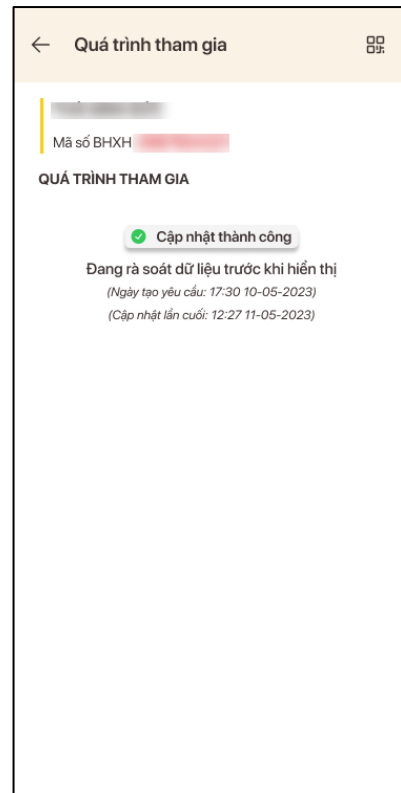 Quá trình tham gia
Mã số BHXH
QUÁ TRÌNH THAM GIA
Cập nhật thành công
Đang rà soát dữ liệu trước khi hiển thị
(Ngày tạo yêu cầu: 17:30 10-05-2023)
(Cập nhật lần cuối: 12:27 11-05-2023)